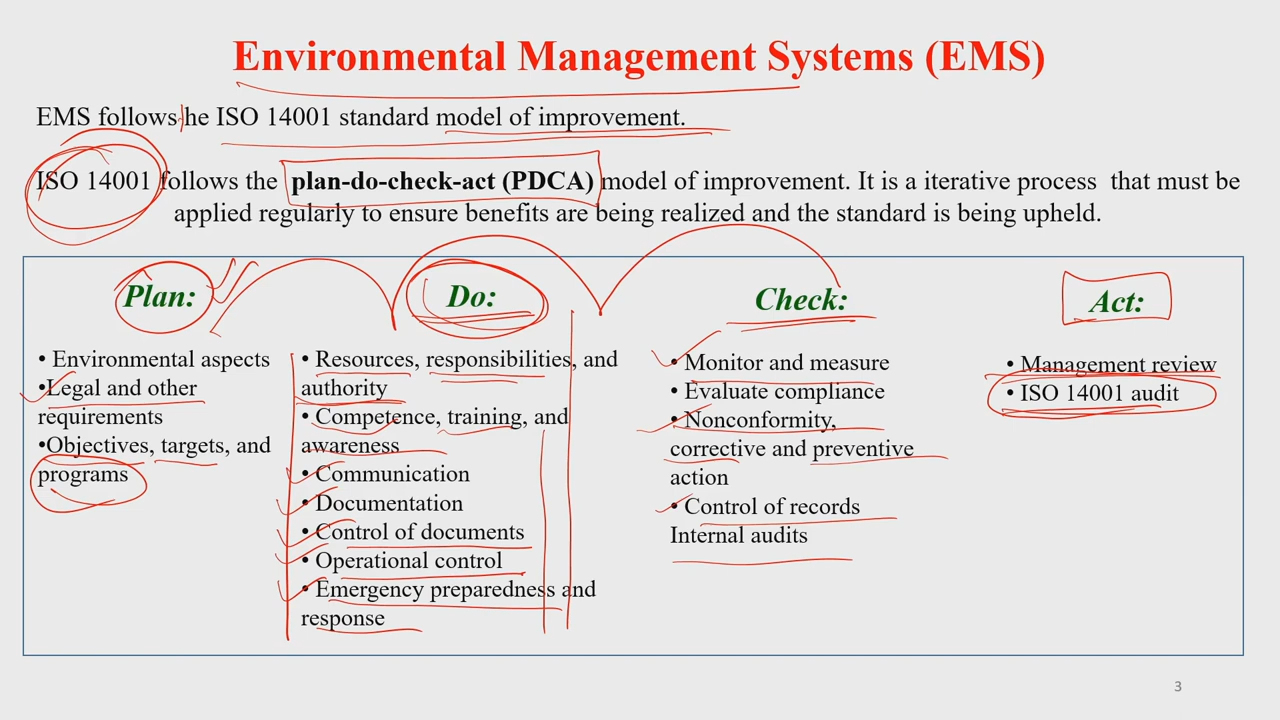 Environmental Management Systems (EMS)
EMS follows he ISO 14001 standard model of improvement.
ISO 14001 follows the plan-do-check-act (PDCA) model of improvement. It is a iterative process that must be
applied regularly to ensure benefits are being realized and the standard is being upheld.
Plan:
• Environmental aspects
•Legal and other
requirements
•Objectives, targets, and
programs
Do:
• Resources, responsibilities, and
authority
• Competence, training, and
awareness
• Communication
• Documentation
• Control of documents
• Operational control
• Emergency preparedness and
response
Check:
• Monitor and measure
• Evaluate compliance
• Nonconformity,
corrective and preventive
action
• Control of records
Internal audits
Act:
• Management review
• ISO 14001 audit
3